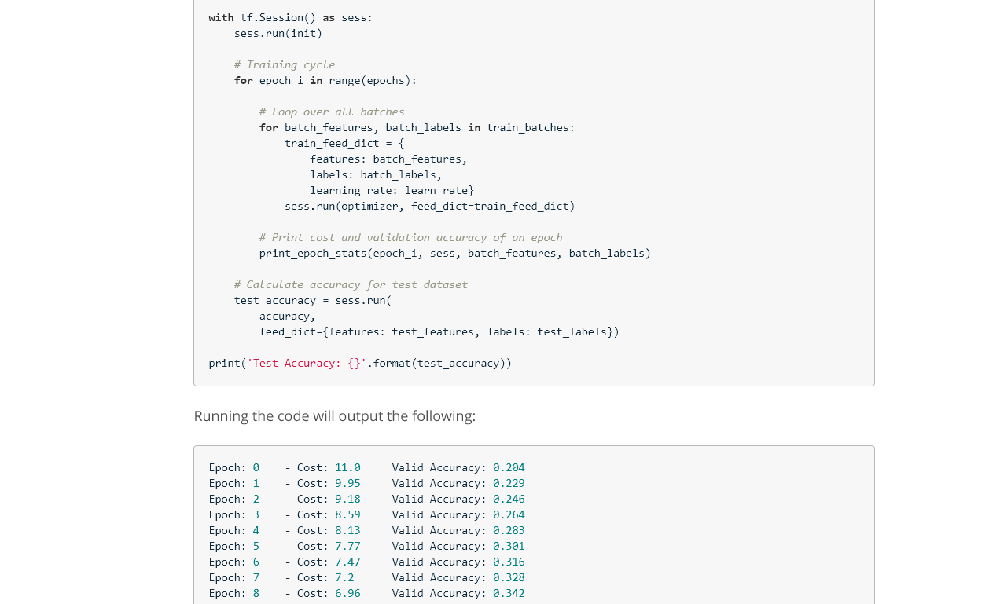 with tf.Session() as sess:
    sess.run(init)

    # Training cycle
    for epoch_i in range(epochs):

        # Loop over all batches
        for batch_features, batch_labels in train_batches:
            train_feed_dict = {
                features: batch_features,
                labels: batch_labels,
                learning_rate: learn_rate}
            sess.run(optimizer, feed_dict=train_feed_dict)

        # Print cost and validation accuracy of an epoch
        print_epoch_stats(epoch_i, sess, batch_features, batch_labels)

    # Calculate accuracy for test dataset
    test_accuracy = sess.run(
        accuracy,
        feed_dict={features: test_features, labels: test_labels})

print('Test Accuracy: {}'.format(test_accuracy))

Running the code will output the following:

Epoch: 0    - Cost: 11.0     Valid Accuracy: 0.204
Epoch: 1    - Cost: 9.95     Valid Accuracy: 0.229
Epoch: 2    - Cost: 9.18     Valid Accuracy: 0.246
Epoch: 3    - Cost: 8.59     Valid Accuracy: 0.264
Epoch: 4    - Cost: 8.13     Valid Accuracy: 0.283
Epoch: 5    - Cost: 7.77     Valid Accuracy: 0.301
Epoch: 6    - Cost: 7.47     Valid Accuracy: 0.316
Epoch: 7    - Cost: 7.2      Valid Accuracy: 0.328
Epoch: 8    - Cost: 6.96     Valid Accuracy: 0.342